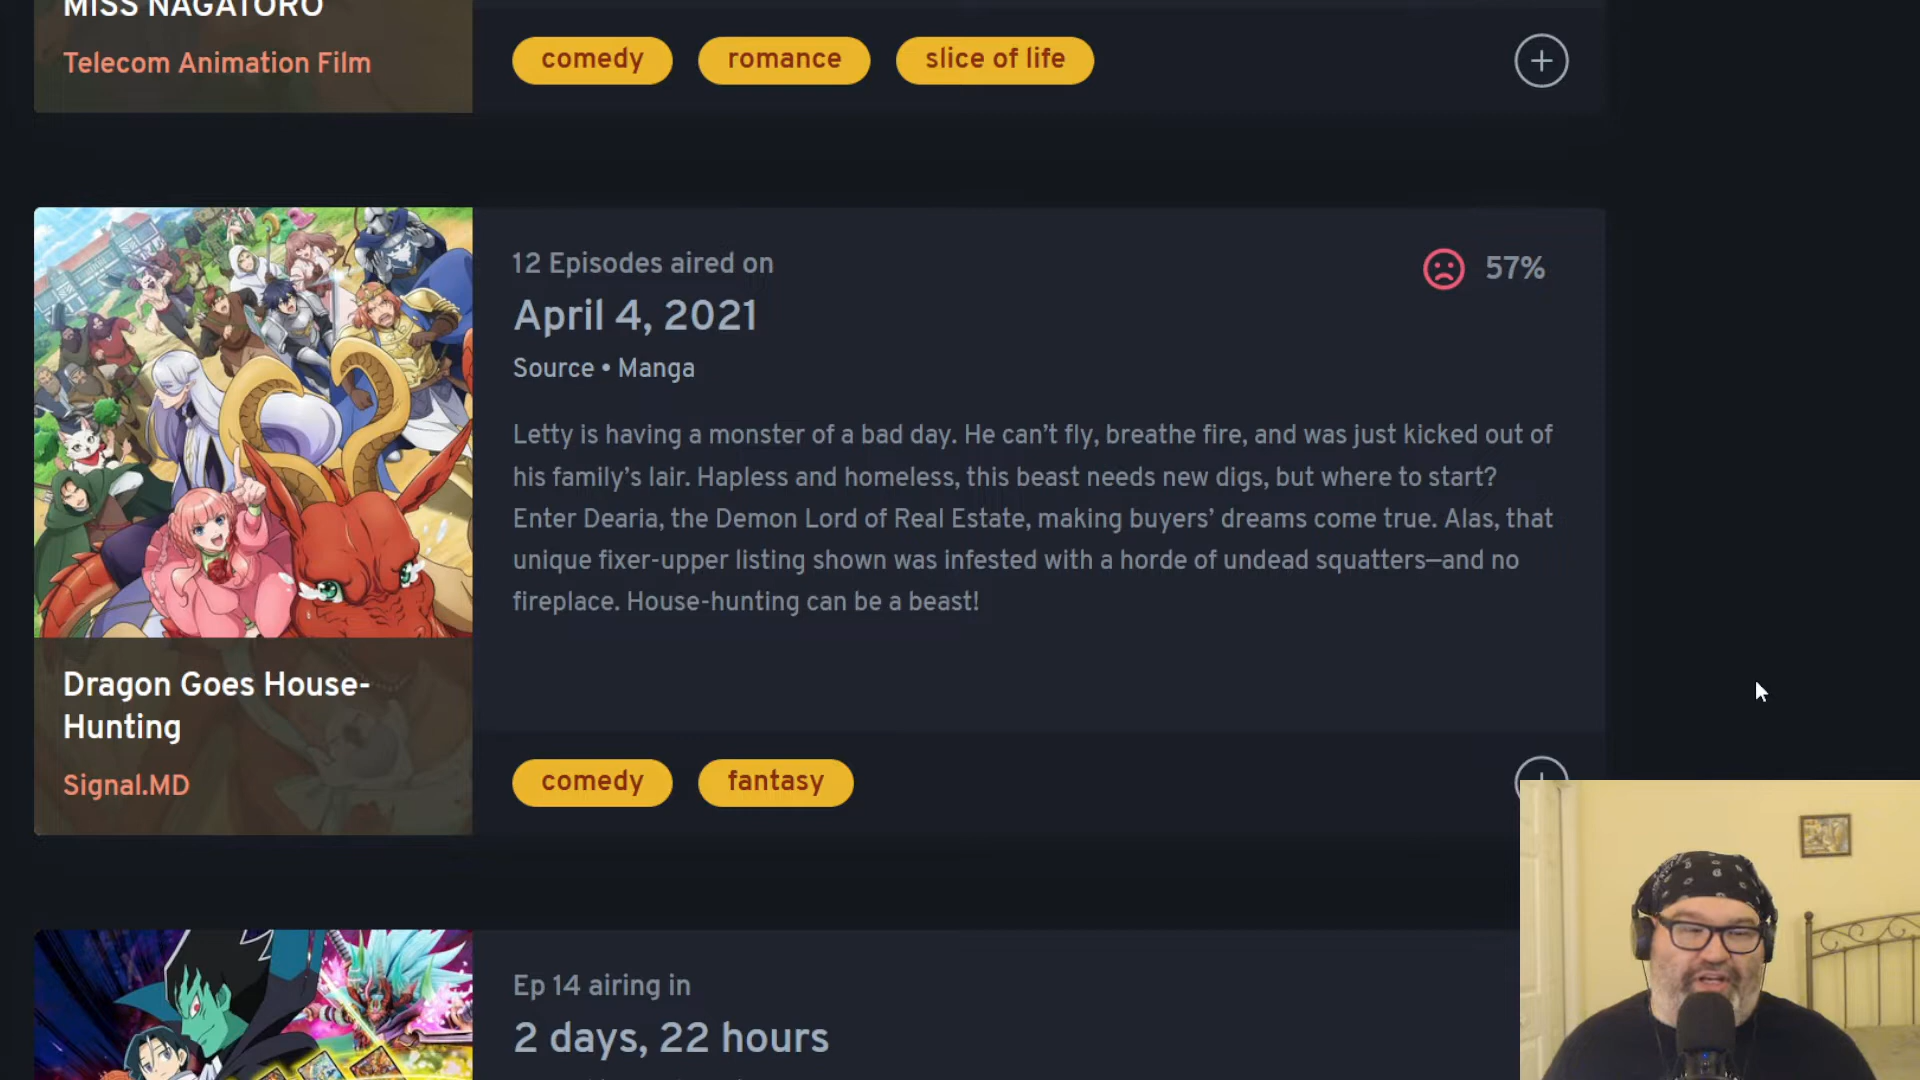 MISS NAGATORO
Telecom Animation Film
comedy
romance
slice of life
12 Episodes aired on
57%
April 4, 2021
Source • Manga
Letty is having a monster of a bad day. He can’t fly, breathe fire, and was just kicked out of
his family’s lair. Hapless and homeless, this beast needs new digs, but where to start?
Enter Dearia, the Demon Lord of Real Estate, making buyers’ dreams come true. Alas, that
unique fixer-upper listing shown was infested with a horde of undead squatters—and no
fireplace. House-hunting can be a beast!
Dragon Goes House-
Hunting
Signal.MD
comedy
fantasy
Ep 14 airing in
2 days, 22 hours